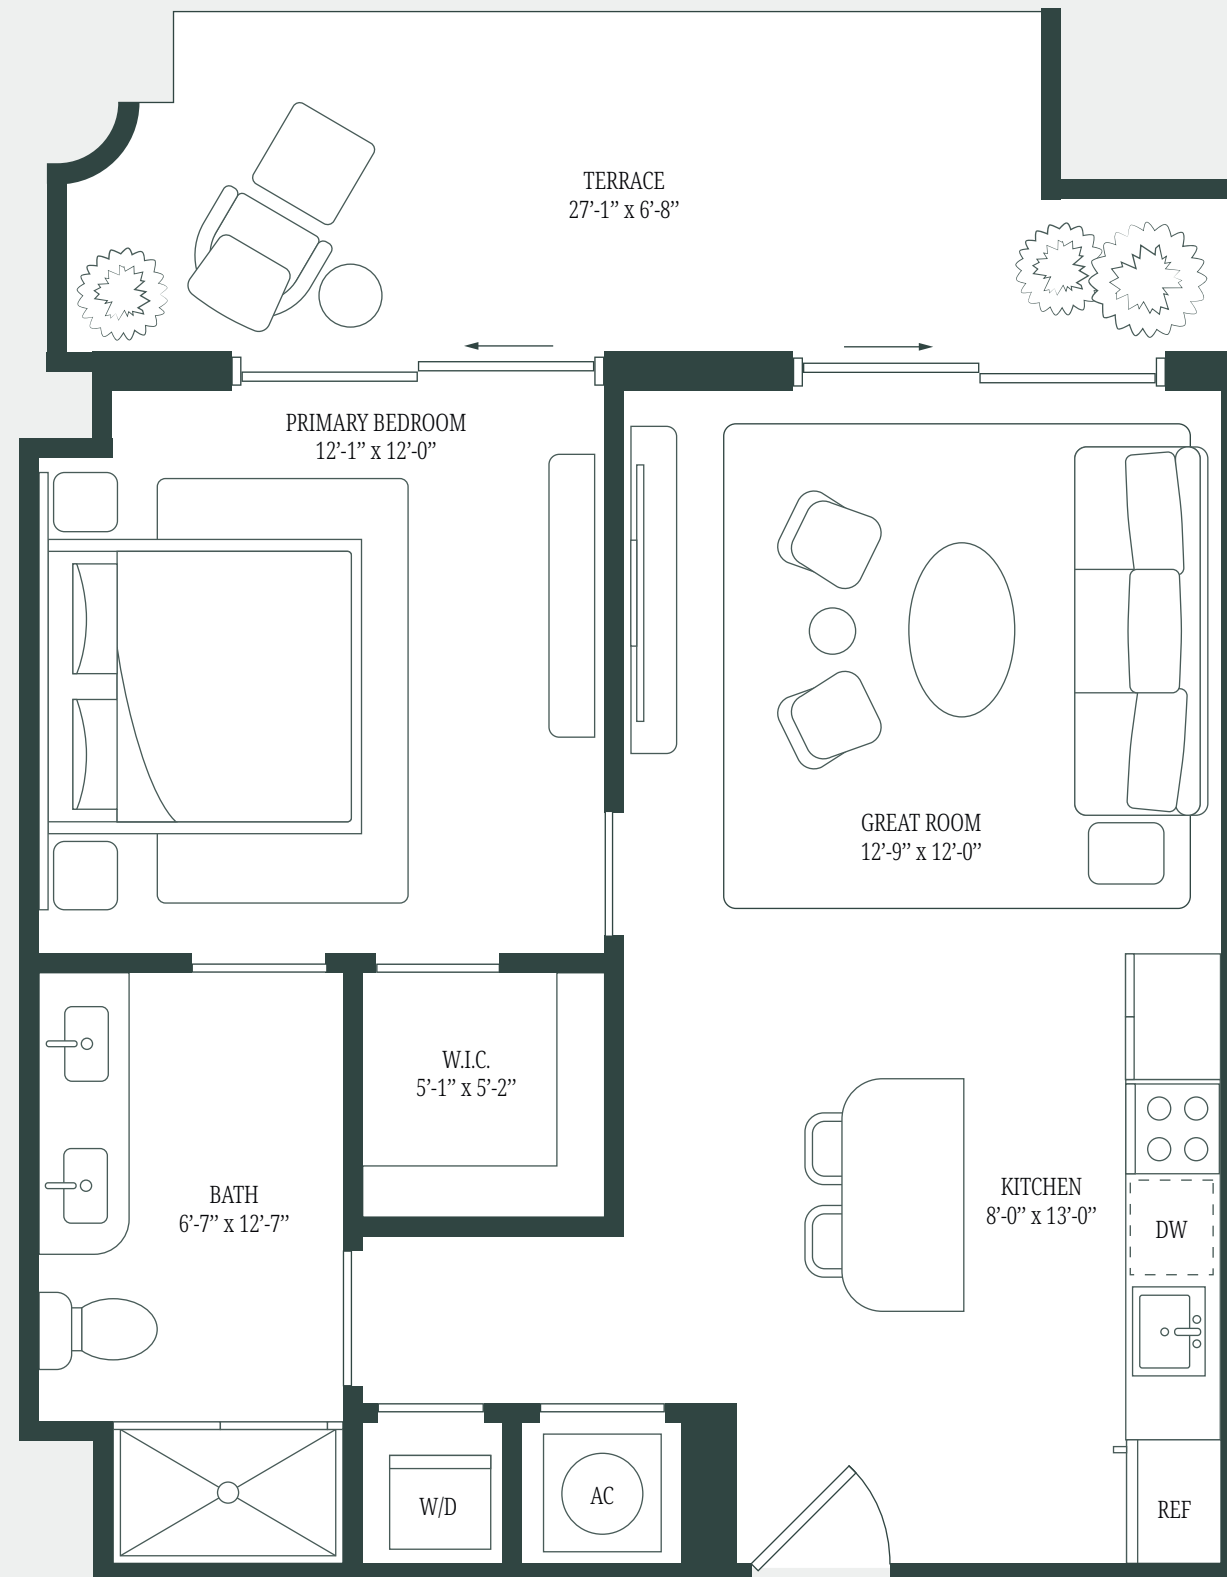 TERRACE
27’-1” x 6’-8”
PRIMARY BEDROOM
12’-1” x 12’-0”
GREAT ROOM
12’-9” x 12’-0”
W.I.C.
5’-1” x 5’-2”
BATH
6’-7” x 12’-7”
KITCHEN
8’-0” x 13’-0”
DW
W/D
AC
REF